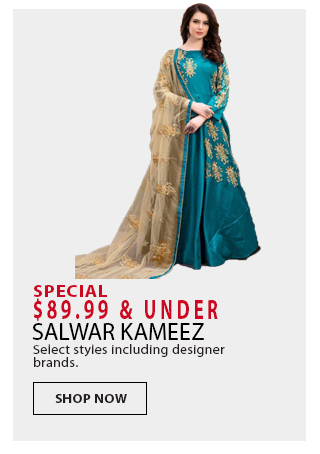 SPECIAL
$89.99 & UNDER
SALWAR KAMEEZ
Select styles including designer
brands.
SHOP NOW